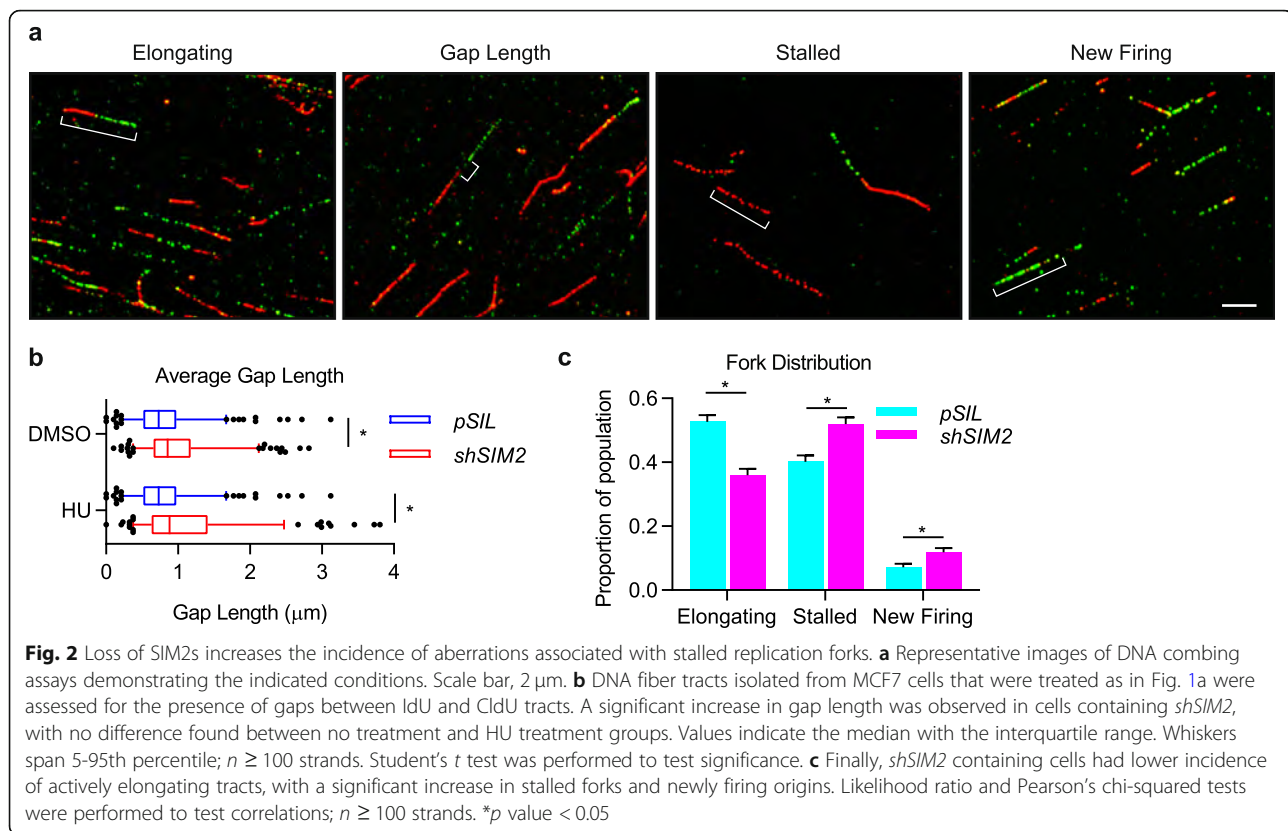 a
Elongating Gap Length Stalled New Firing
b
Average Gap Length
DMSO
HU
pSIL
shSIM2
*
*
0 1 2 3 4
Gap Length (μm)
c
Fork Distribution
Proportion of population
0.6
0.4
0.2
0.0
* * *
pSIL
shSIM2
Elongating Stalled New Firing
Fig. 2 Loss of SIM2s increases the incidence of aberrations associated with stalled replication forks. a Representative images of DNA combing
assays demonstrating the indicated conditions. Scale bar, 2 μm. b DNA fiber tracts isolated from MCF7 cells that were treated as in Fig. 1a were
assessed for the presence of gaps between IdU and CldU tracts. A significant increase in gap length was observed in cells containing shSIM2,
with no difference found between no treatment and HU treatment groups. Values indicate the median with the interquartile range. Whiskers
span 5-95th percentile; n ≥ 100 strands. Student's t test was performed to test significance. c Finally, shSIM2 containing cells had lower incidence
of actively elongating tracts, with a significant increase in stalled forks and newly firing origins. Likelihood ratio and Pearson's chi-squared tests
were performed to test correlations; n ≥ 100 strands. *p value < 0.05